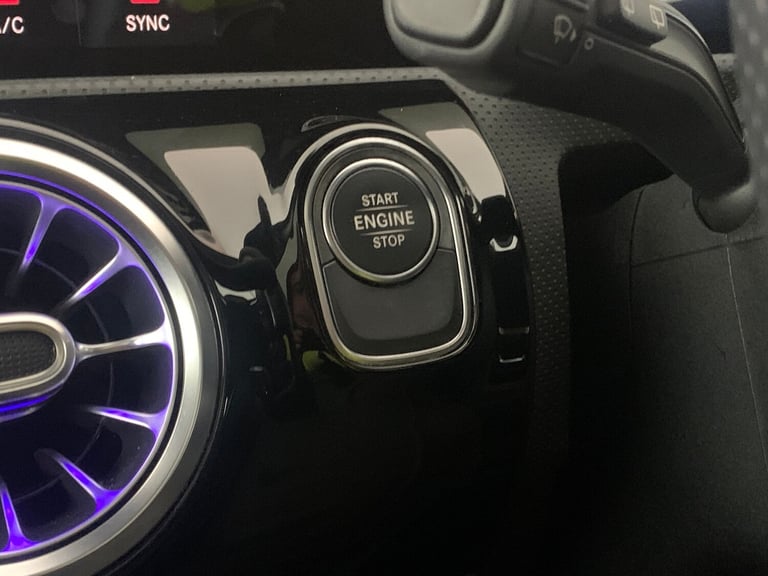 A/C
SYNC
START
ENGINE
STOP